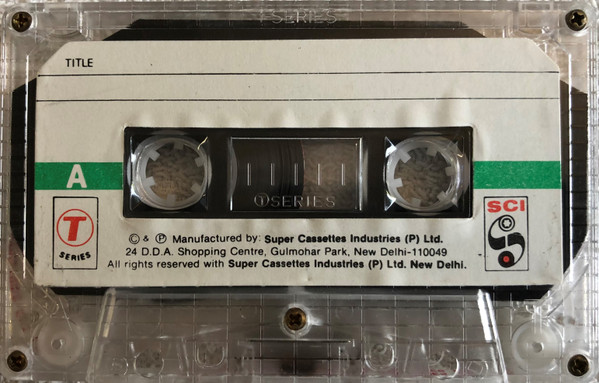 SERIES
TITLE
A
T SERIES
T
SERIES
SCI
© & ℗ Manufactured by: Super Cassettes Industries (P) Ltd.
24 D.D.A. Shopping Centre, Gulmohar Park, New Delhi-110049
All rights reserved with Super Cassettes Industries (P) Ltd. New Delhi.